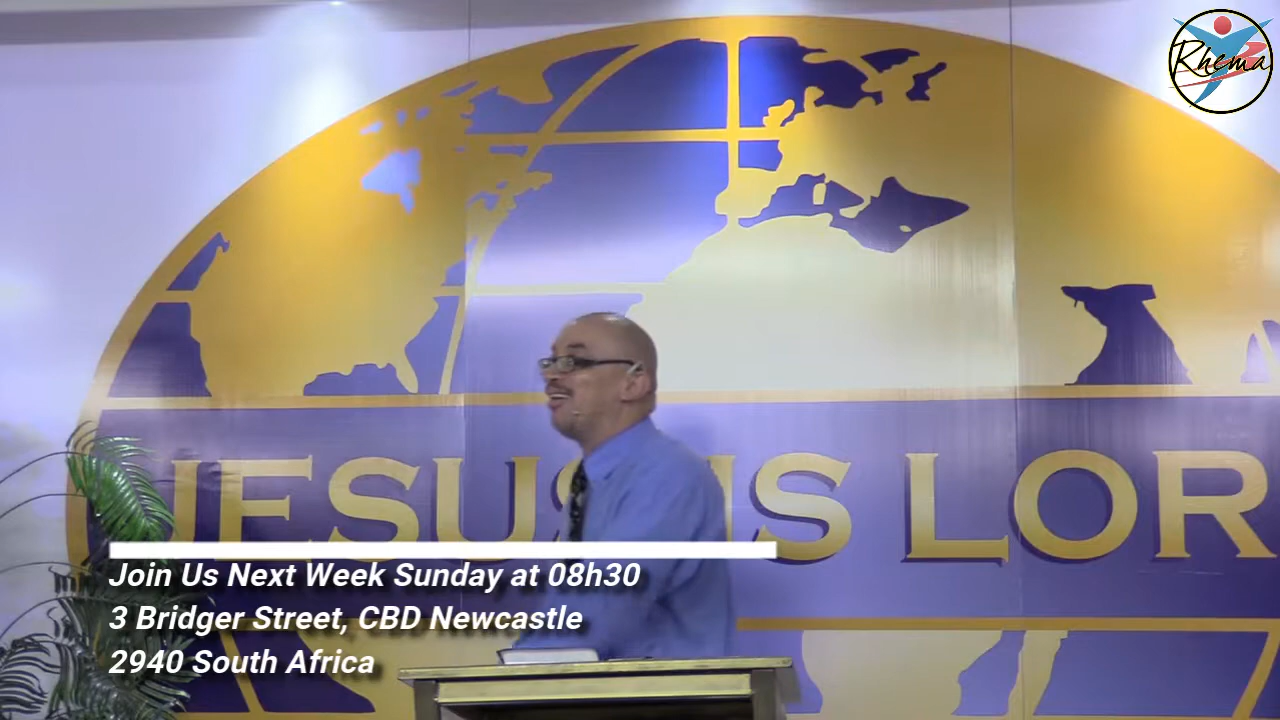 Rhema
JESUS IS LOR
Join Us Next Week Sunday at 08h30
3 Bridger Street, CBD Newcastle
2940 South Africa